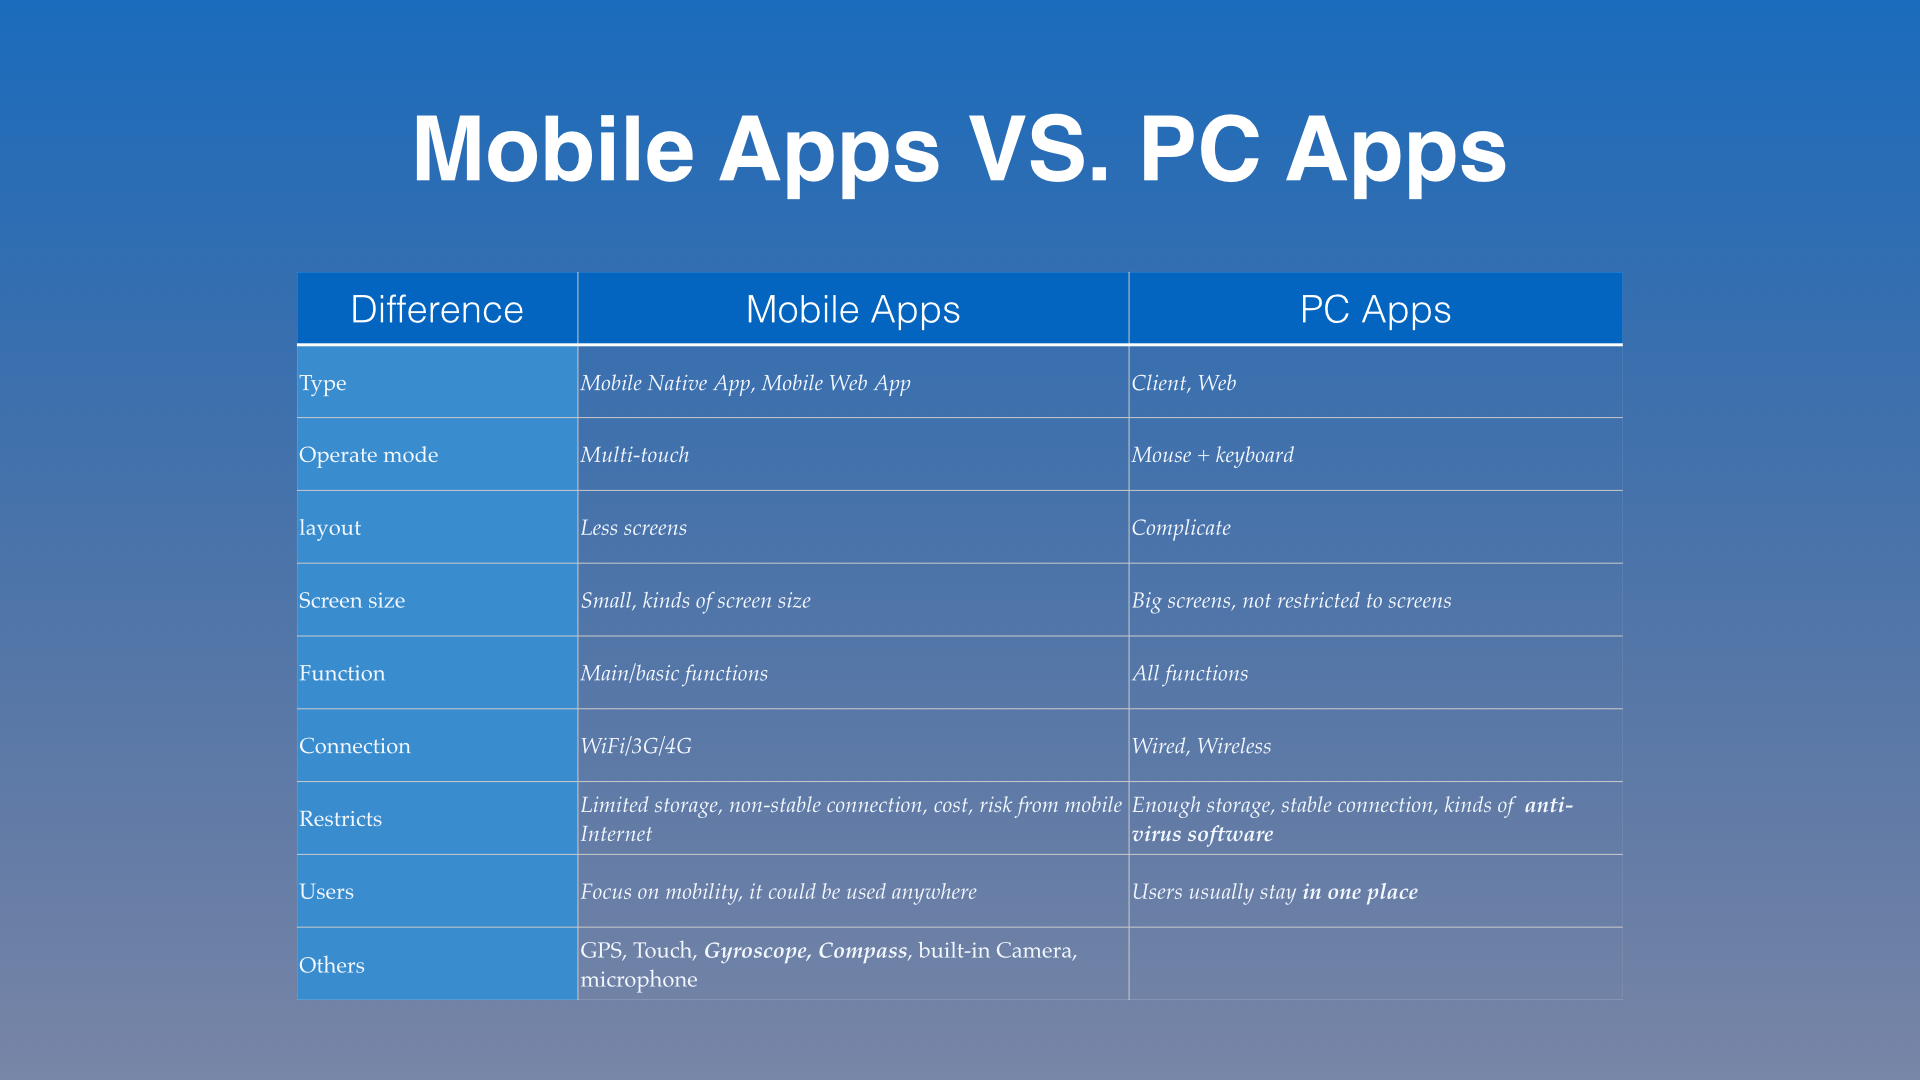 Mobile Apps VS. PC Apps
Difference
Mobile Apps
PC Apps
Type
Mobile Native App, Mobile Web App
Client, Web
Operate mode
Multi-touch
Mouse + keyboard
layout
Less screens
Complicate
Screen size
Small, kinds of screen size
Big screens, not restricted to screens
Function
Main/basic functions
All functions
Connection
WiFi/3G/4G
Wired, Wireless
Restricts
Limited storage, non-stable connection, cost, risk from mobile
Internet
Enough storage, stable connection, kinds of anti-
virus software
Users
Focus on mobility, it could be used anywhere
Users usually stay in one place
Others
GPS, Touch, Gyroscope, Compass, built-in Camera,
microphone